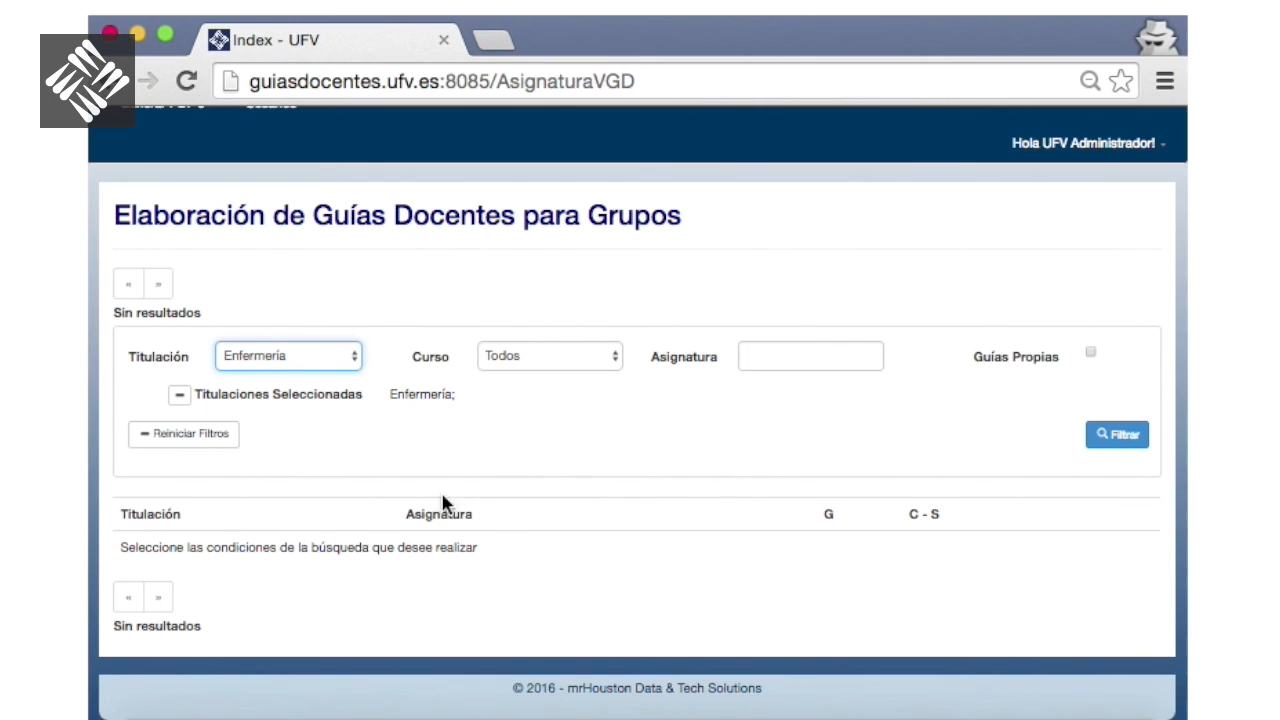 Index - UFV
guiasdocentes.ufv.es:8085/AsignaturaVGD
Hola UFV Administrador!
Elaboración de Guías Docentes para Grupos
« »
Sin resultados
Titulación Enfermería Curso Todos Asignatura Guías Propias
Titulaciones Seleccionadas Enfermería;
Reiniciar Filtros Filtrar
Titulación Asignatura G C - S
Seleccione las condiciones de la búsqueda que desee realizar
« »
Sin resultados
© 2016 - mrHouston Data & Tech Solutions